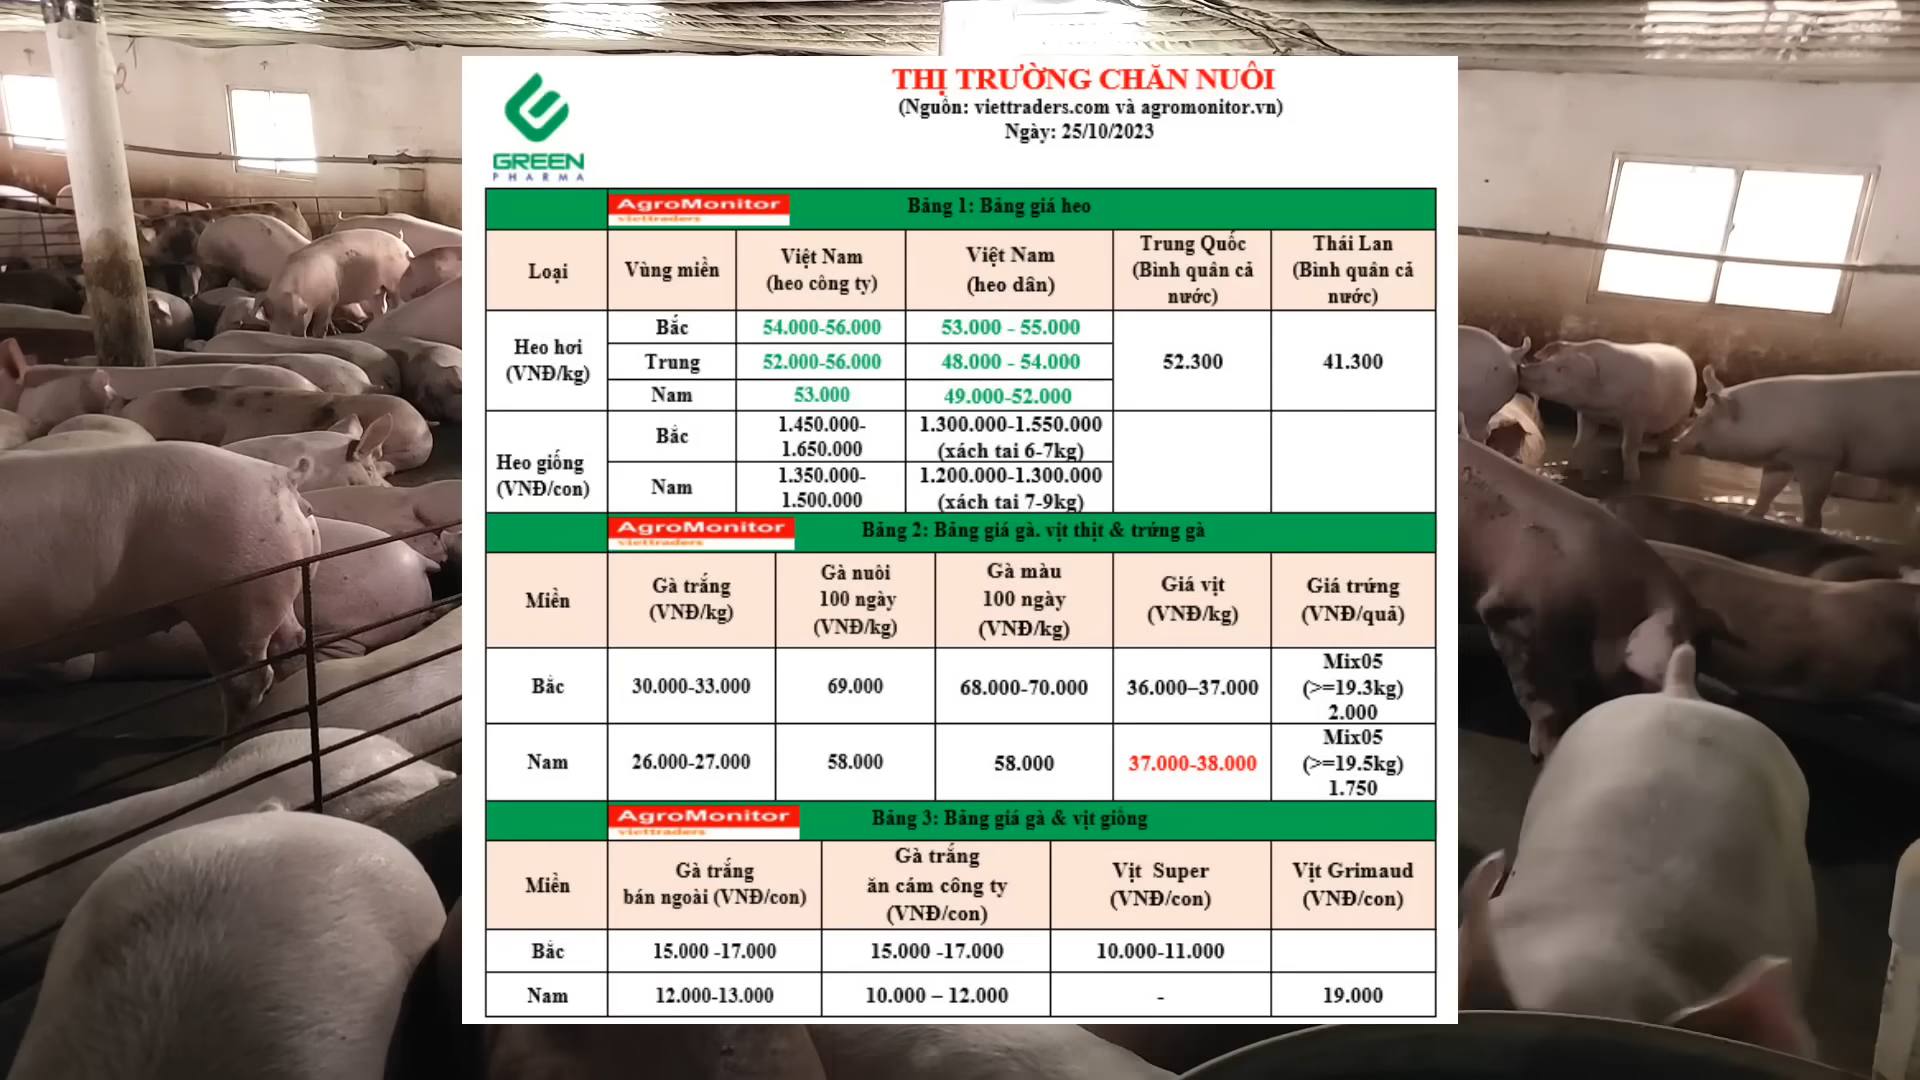 GREEN
PHARMA
THỊ TRƯỜNG CHĂN NUÔI
(Nguồn: viettraders.com và agromonitor.vn)
Ngày: 25/10/2023
AgroMonitor
viettraders
Bảng 1: Bảng giá heo
Loại
Vùng miền
Việt Nam
(heo công ty)
Việt Nam
(heo dân)
Trung Quốc
(Bình quân cả
nước)
Thái Lan
(Bình quân cả
nước)
Heo hơi
(VNĐ/kg)
Bắc
54.000-56.000
53.000 - 55.000
Trung
52.000-56.000
48.000 - 54.000
52.300
41.300
Nam
53.000
49.000-52.000
Heo giống
(VNĐ/con)
Bắc
1.450.000-
1.650.000
1.300.000-1.550.000
(xách tai 6-7kg)
Nam
1.350.000-
1.500.000
1.200.000-1.300.000
(xách tai 7-9kg)
AgroMonitor
viettraders
Bảng 2: Bảng giá gà. vịt thịt & trứng gà
Miền
Gà trắng
(VNĐ/kg)
Gà nuôi
100 ngày
(VNĐ/kg)
Gà màu
100 ngày
(VNĐ/kg)
Giá vịt
(VNĐ/kg)
Giá trứng
(VNĐ/quả)
Bắc
30.000-33.000
69.000
68.000-70.000
36.000–37.000
Mix05
(>=19.3kg)
2.000
Nam
26.000-27.000
58.000
58.000
37.000-38.000
Mix05
(>=19.5kg)
1.750
AgroMonitor
viettraders
Bảng 3: Bảng giá gà & vịt giống
Miền
Gà trắng
bán ngoài (VNĐ/con)
Gà trắng
ăn cám công ty
(VNĐ/con)
Vịt Super
(VNĐ/con)
Vịt Grimaud
(VNĐ/con)
Bắc
15.000 -17.000
15.000 -17.000
10.000-11.000
Nam
12.000-13.000
10.000 – 12.000
-
19.000